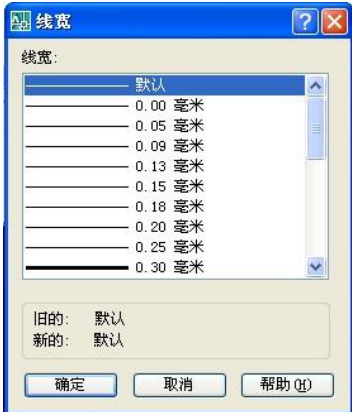 线宽
线宽:
默认
0.00 毫米
0.05 毫米
0.09 毫米
0.13 毫米
0.15 毫米
0.18 毫米
0.20 毫米
0.25 毫米
0.30 毫米
旧的: 默认
新的: 默认
确定 取消 帮助(H)